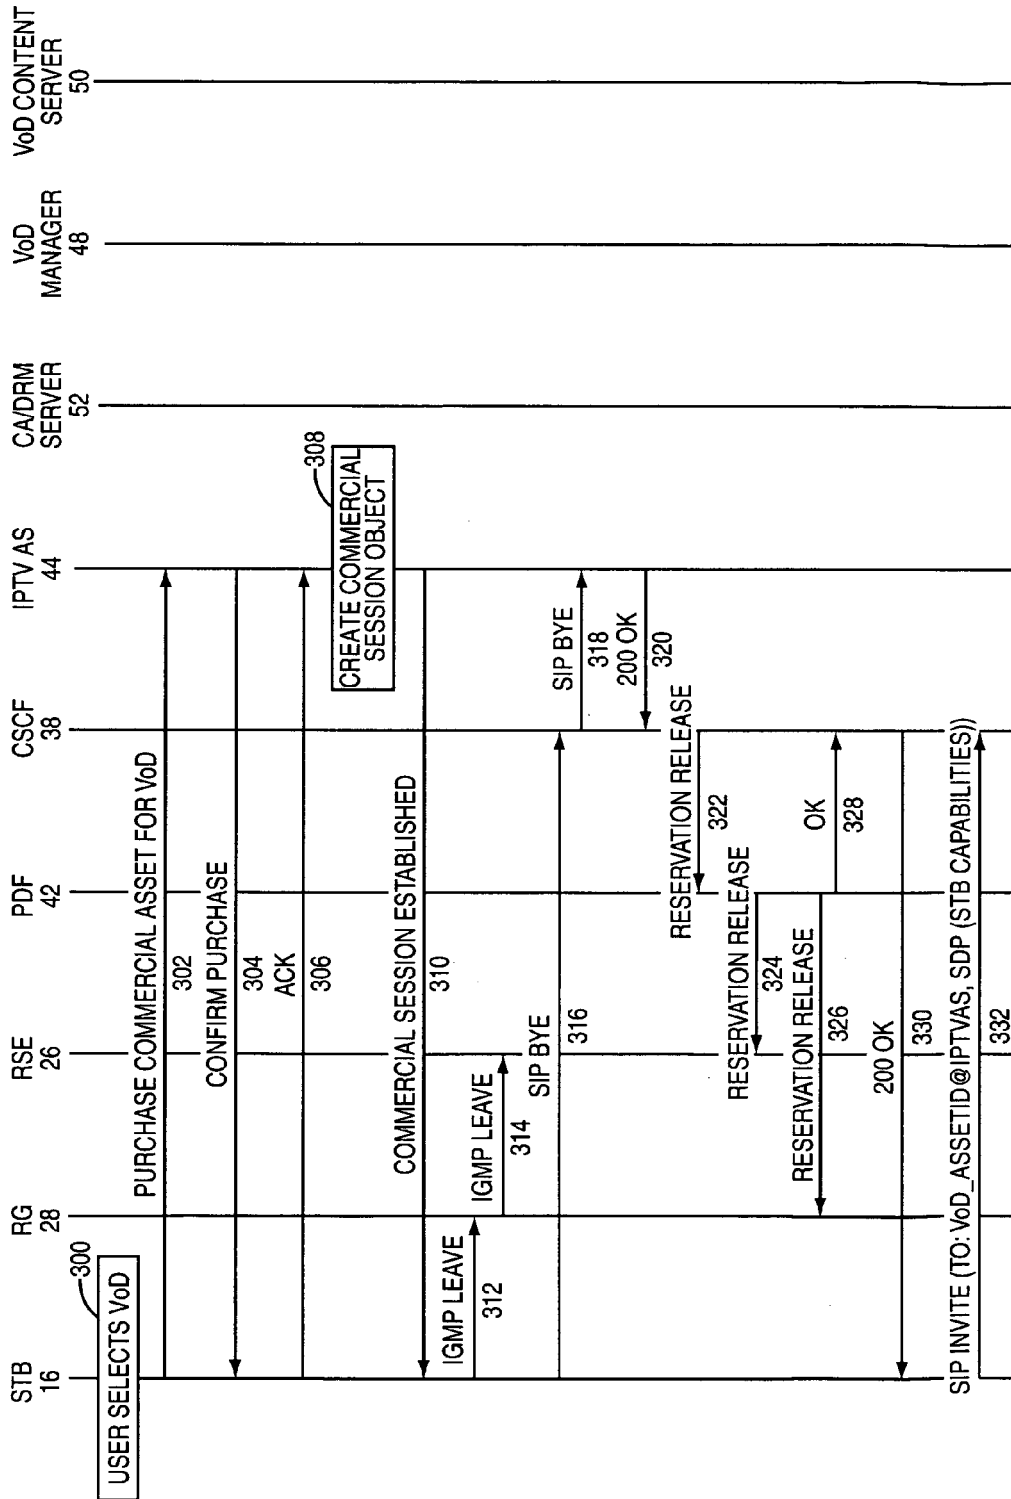 STB
16
RG
28
RSE
26
PDF
42
CSCF
38
IPTV AS
44
CA/DRM
SERVER
52
VoD
MANAGER
48
VoD CONTENT
SERVER
50
USER SELECTS VoD
300
PURCHASE COMMERCIAL ASSET FOR VoD
302
CONFIRM PURCHASE
304
ACK
306
CREATE COMMERCIAL
SESSION OBJECT
308
COMMERCIAL SESSION ESTABLISHED
310
IGMP LEAVE
312
IGMP LEAVE
314
SIP BYE
316
SIP BYE
318
200 OK
320
RESERVATION RELEASE
322
RESERVATION RELEASE
324
RESERVATION RELEASE
326
OK
328
200 OK
330
SIP INVITE (TO: VoD_ASSETID@IPTVAS, SDP (STB CAPABILITIES))
332